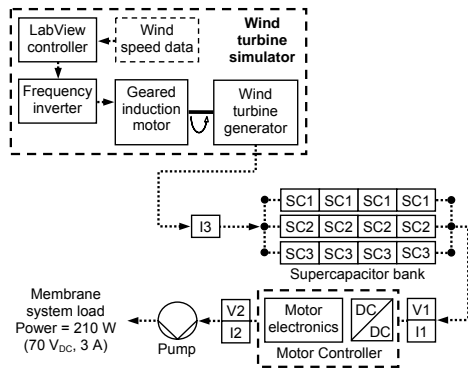 LabView
controller
Wind
speed data
Wind
turbine
simulator
Frequency
inverter
Geared
induction
motor
Wind
turbine
generator
I3
SC1 SC1 SC1 SC1
SC2 SC2 SC2 SC2
SC3 SC3 SC3 SC3
Supercapacitor bank
Membrane
system load
Power = 210 W
(70 VDC, 3 A)
Pump
V2
I2
Motor
electronics
DC
DC
Motor Controller
V1
I1